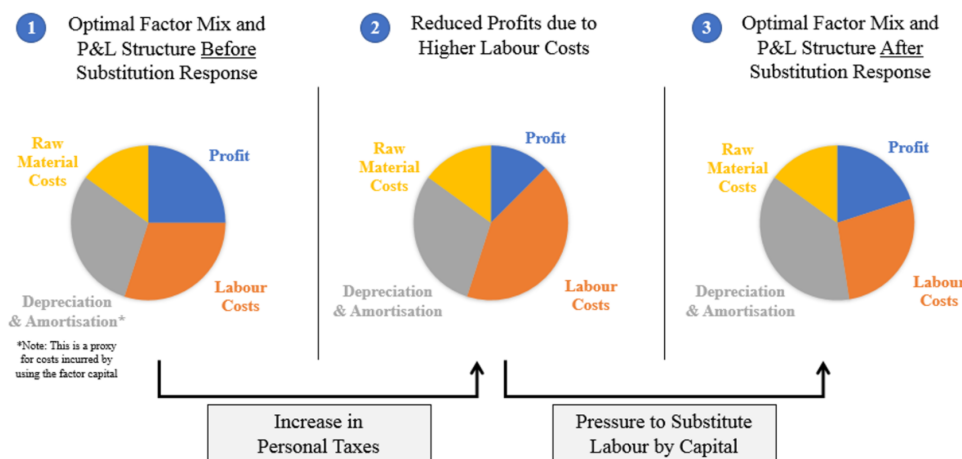 1
Optimal Factor Mix and
P&L Structure Before
Substitution Response
Raw
Material
Costs
Profit
Labour
Costs
Depreciation
& Amortisation*
*Note: This is a proxy
for costs incurred by
using the factor capital
2
Reduced Profits due to
Higher Labour Costs
Raw
Material
Costs
Profit
Labour
Costs
Depreciation
& Amortisation
3
Optimal Factor Mix and
P&L Structure After
Substitution Response
Raw
Material
Costs
Profit
Labour
Costs
Depreciation
& Amortisation
Increase in
Personal Taxes
Pressure to Substitute
Labour by Capital